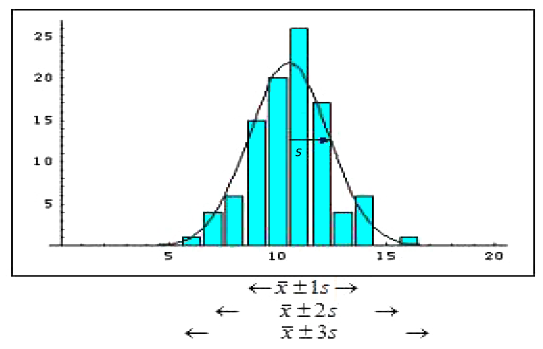 25
20
15
10
5
s
5 10 15 20
← x̄ ± 1s →
← x̄ ± 2s →
← x̄ ± 3s →